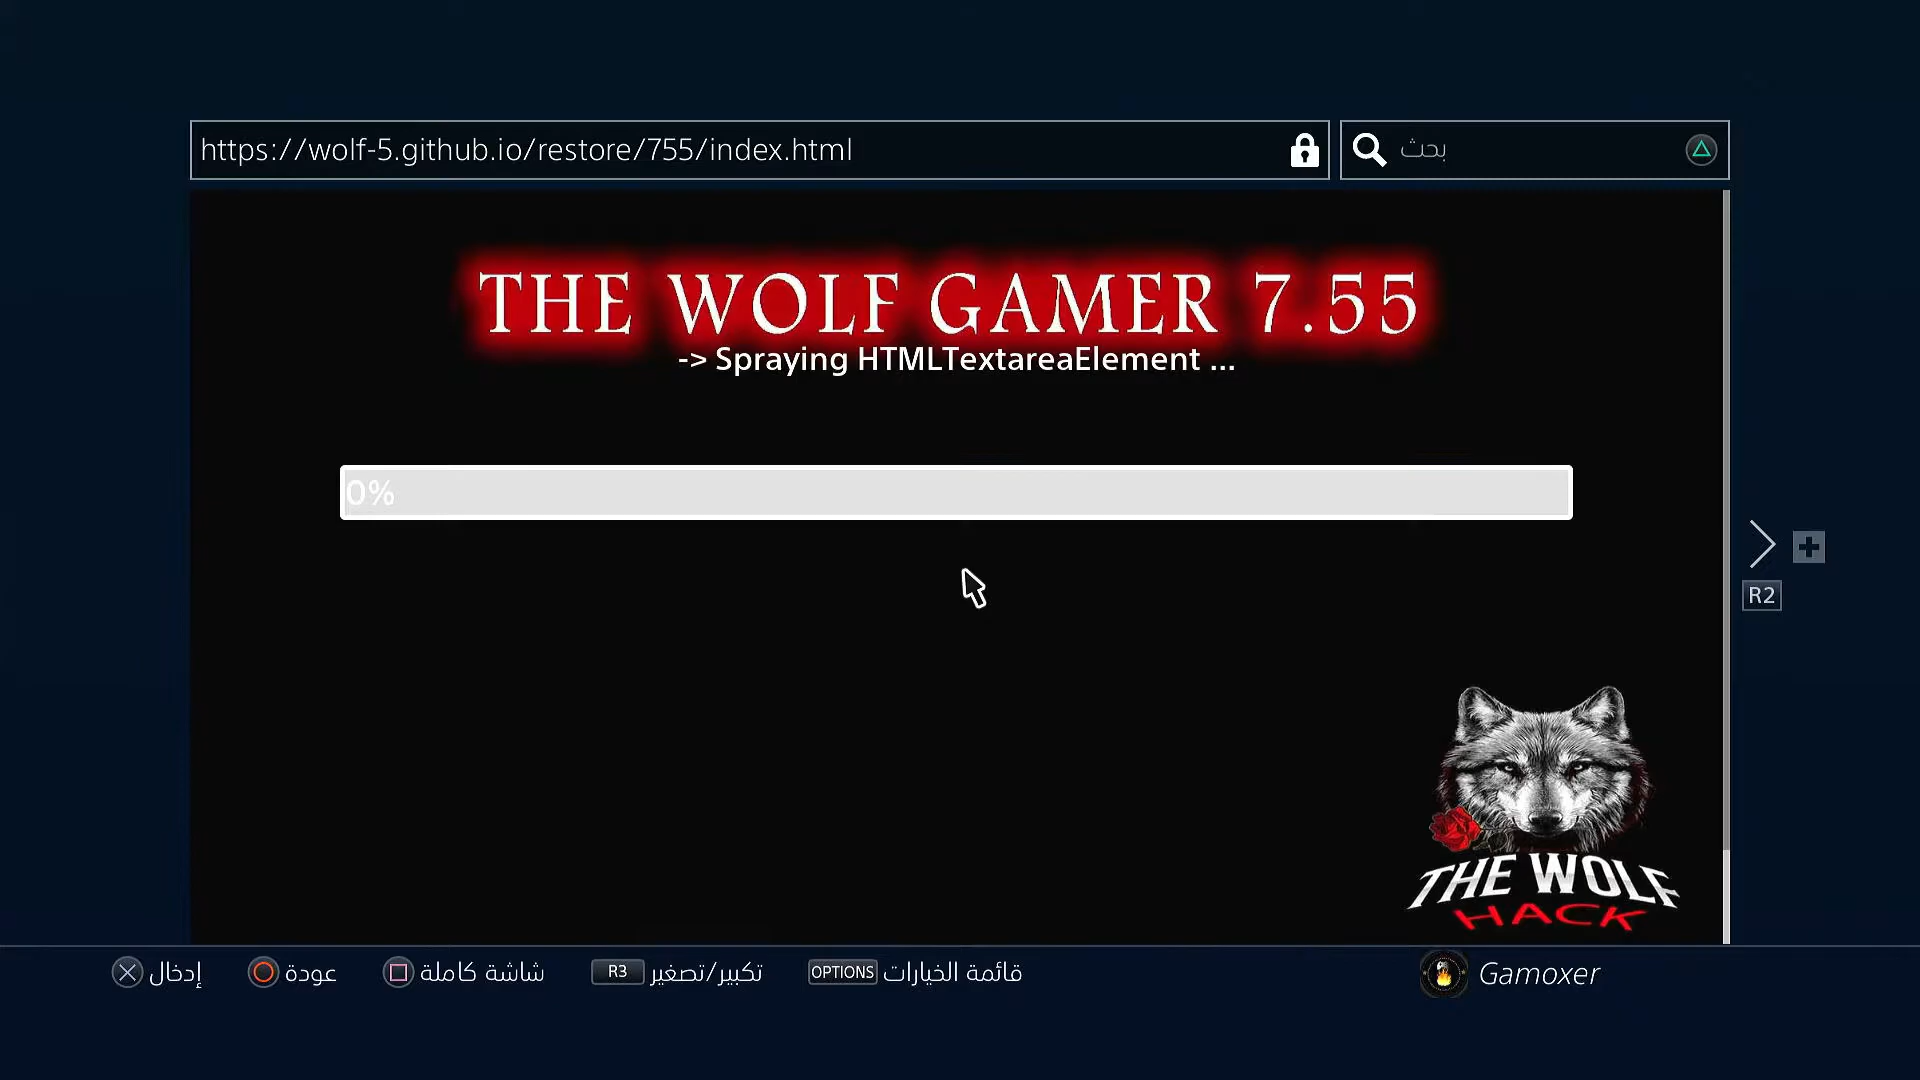 https://wolf-5.github.io/restore/755/index.html
بحث
THE WOLF GAMER 7.55
-> Spraying HTMLTextareaElement ...
0%
R2
THE WOLF
HACK
إدخال
عودة
شاشة كاملة
R3 تكبير/تصغير
OPTIONS قائمة الخيارات
Gamoxer